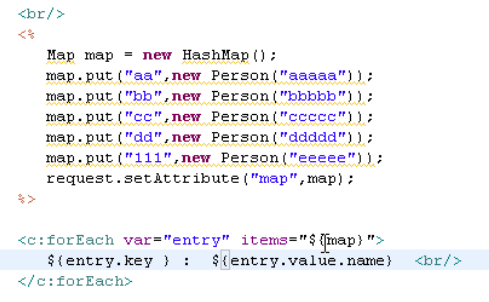 <br/>
<%
Map map = new HashMap();
map.put("aa",new Person("aaaaa"));
map.put("bb",new Person("bbbbb"));
map.put("cc",new Person("ccccc"));
map.put("dd",new Person("ddddd"));
map.put("111",new Person("eeeee"));
request.setAttribute("map",map);
%>
<c:forEach var="entry" items="${map}">
${entry.key } :  ${entry.value.name}  <br/>
</c:forEach>